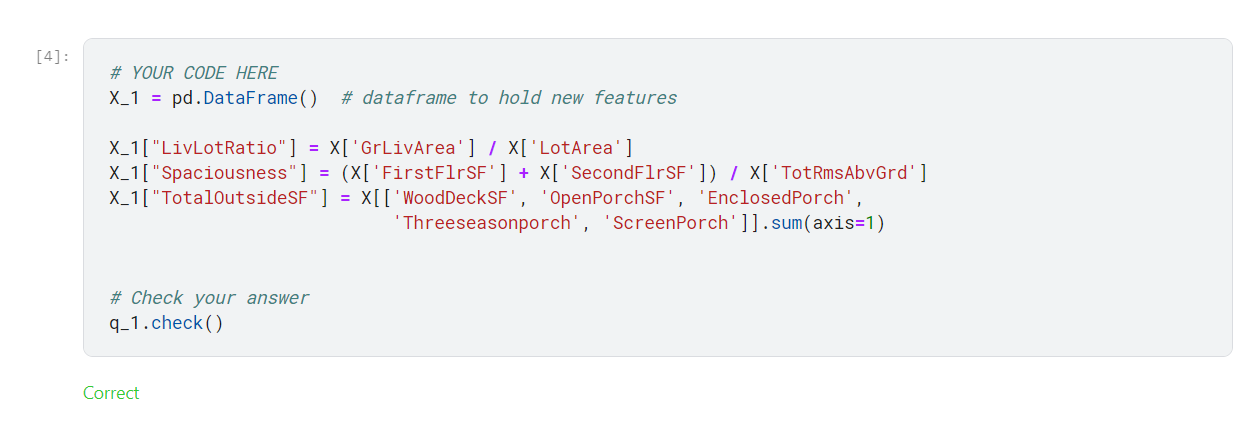 [4]:
# YOUR CODE HERE
X_1 = pd.DataFrame()  # dataframe to hold new features
X_1["LivLotRatio"] = X['GrLivArea'] / X['LotArea']
X_1["Spaciousness"] = (X['FirstFlrSF'] + X['SecondFlrSF']) / X['TotRmsAbvGrd']
X_1["TotalOutsideSF"] = X[['WoodDeckSF', 'OpenPorchSF', 'EnclosedPorch',
'Threeseasonporch', 'ScreenPorch']].sum(axis=1)
# Check your answer
q_1.check()
Correct